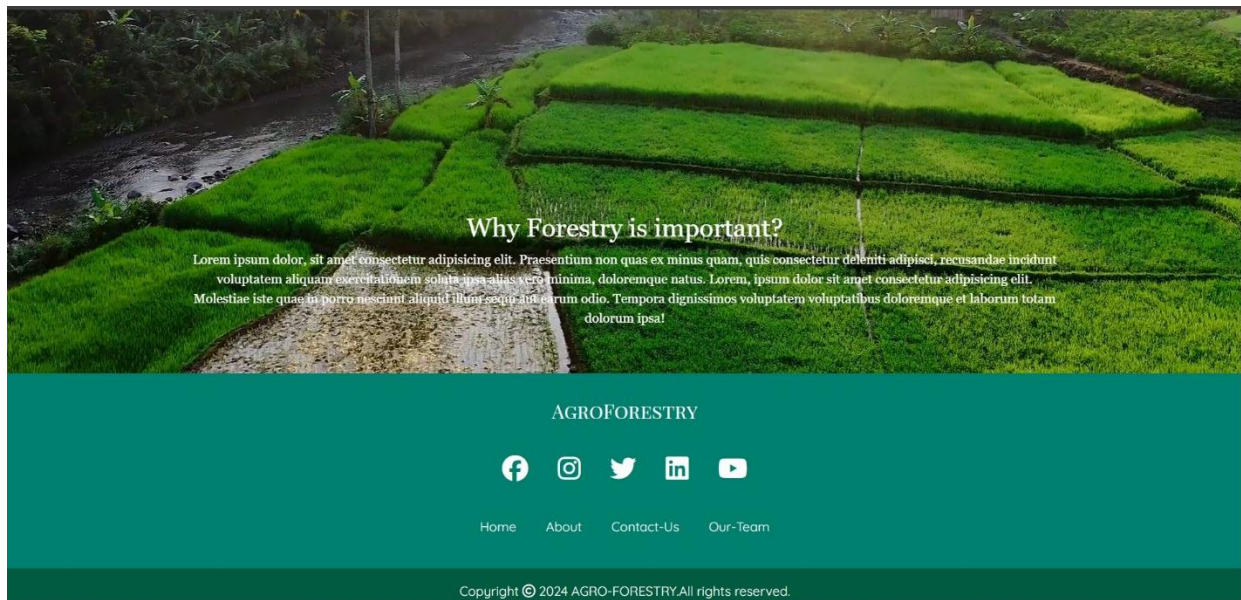 Why Forestry is important?
Lorem ipsum dolor, sit amet consectetur adipisicing elit. Praesentium non quas ex minus quam, quis consectetur deleniti adipisci, recusandae incidunt
voluptatem aliquam exercitationem soluta ipsa alias vero minima, doloremque natus. Lorem, ipsum dolor sit amet consectetur adipisicing elit.
Molestiae iste quae in porro nesciunt aliquid illum sequi aut earum odio. Tempora dignissimos voluptatem voluptatibus doloremque et laborum totam
dolorum ipsa!
AGROFORESTRY
Home About Contact-Us Our-Team
Copyright © 2024 AGRO-FORESTRY.All rights reserved.